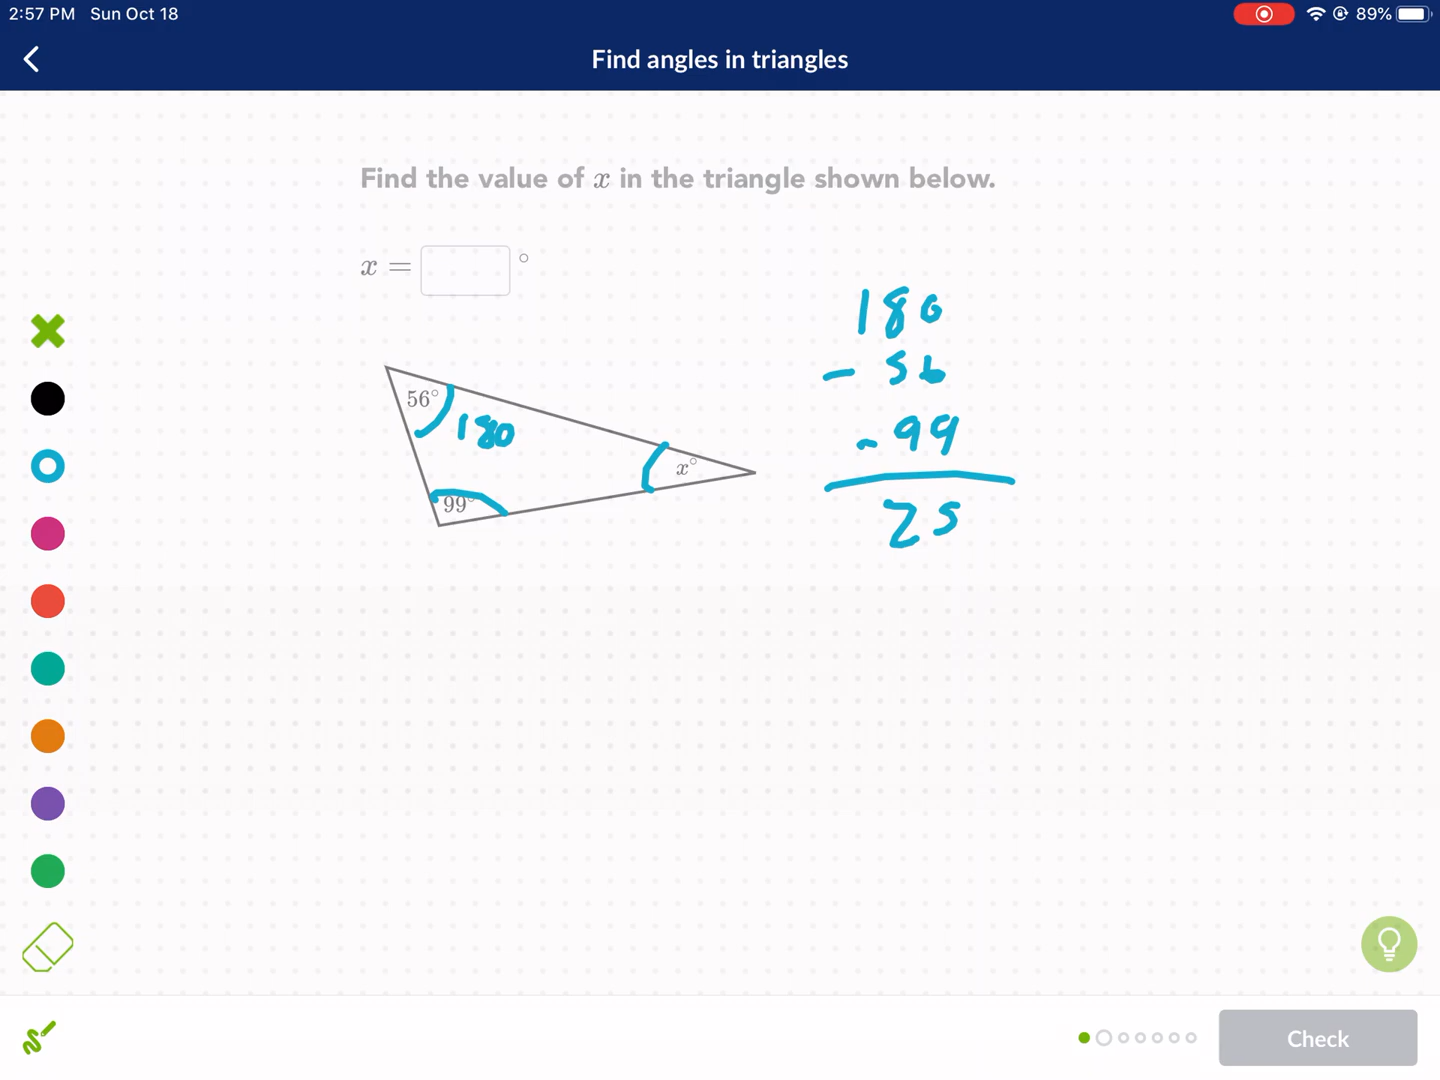 2:57 PM Sun Oct 18 89%
Find angles in triangles
Find the value of x in the triangle shown below.
x = °
180
- 56
- 99
25
56°
180
x°
99°
Check